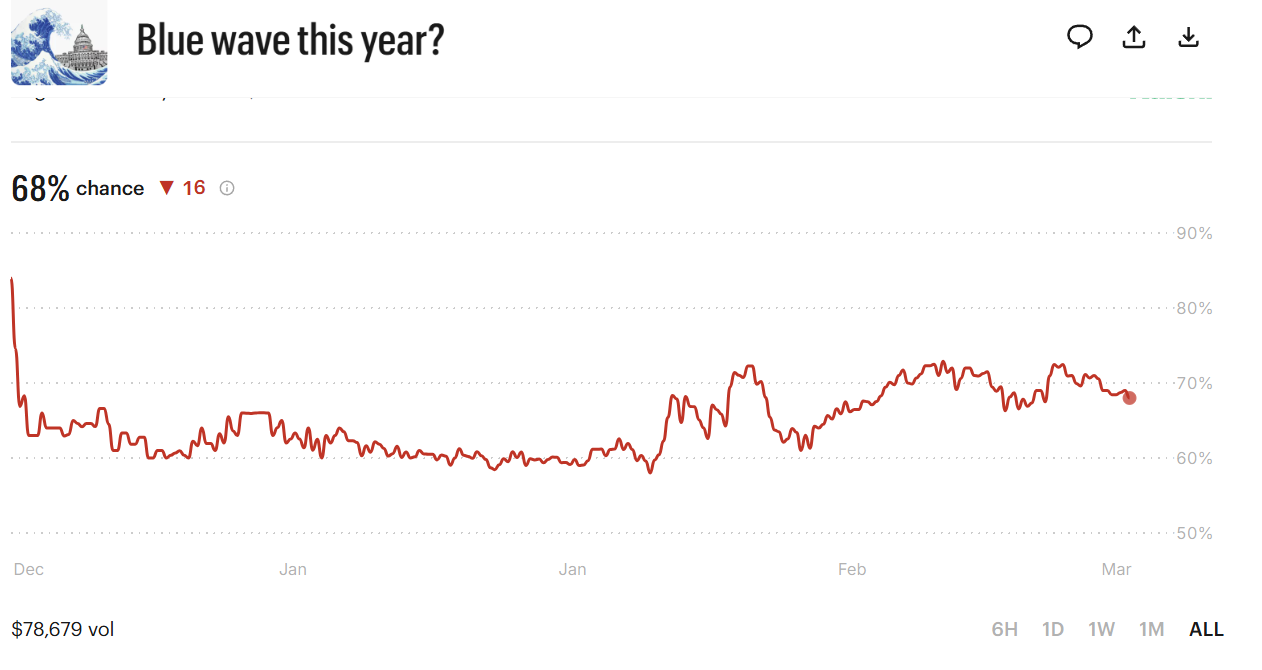 Blue wave this year?
68% chance ▼ 16
90%
80%
70%
60%
50%
Dec Jan Jan Feb Mar
$78,679 vol 6H 1D 1W 1M ALL